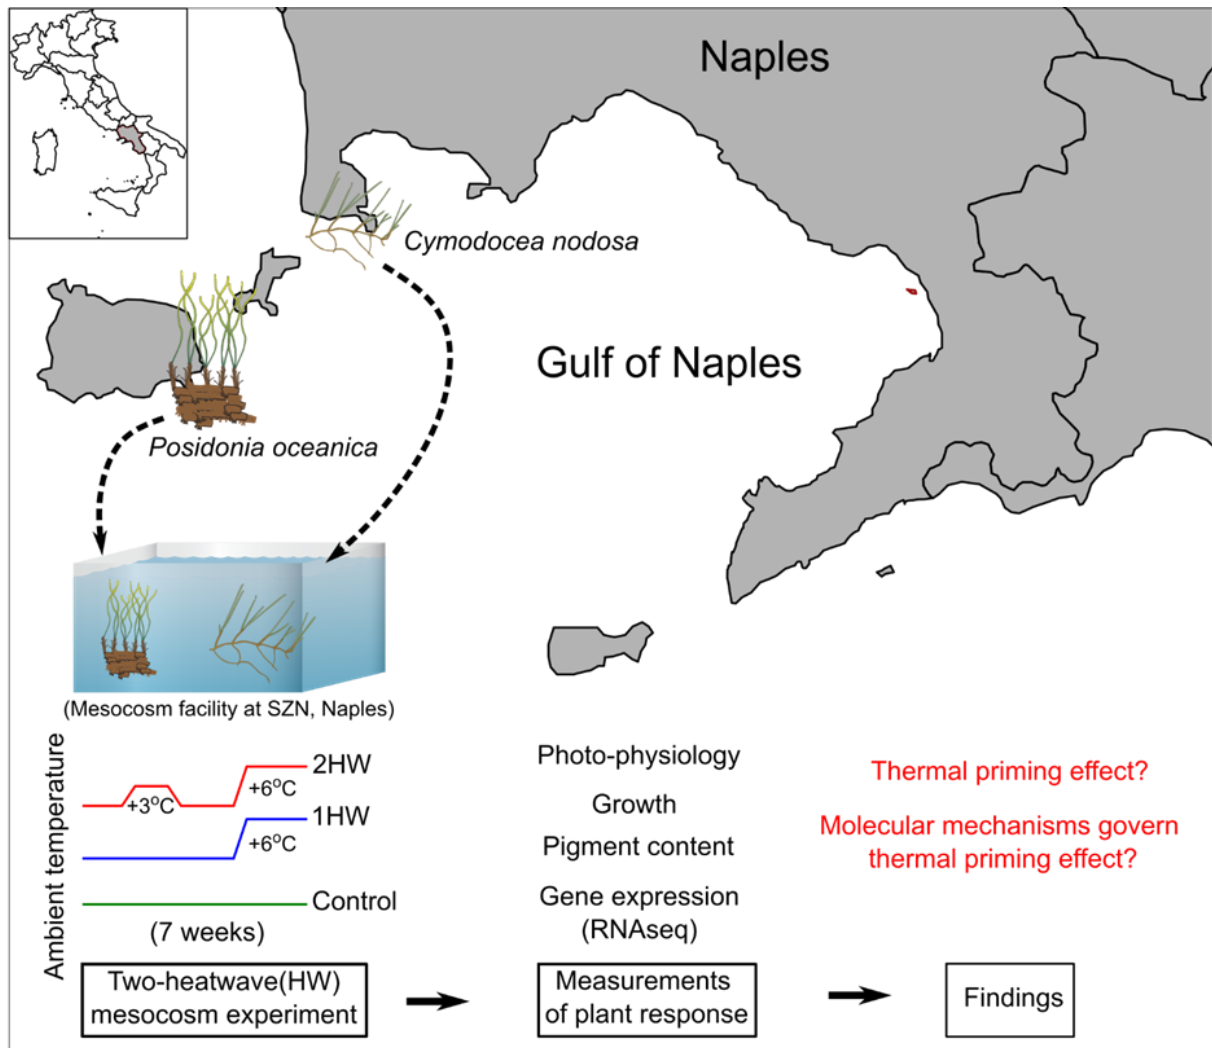 Naples
Cymodocea nodosa
Gulf of Naples
Posidonia oceanica
(Mesocosm facility at SZN, Naples)
Ambient temperature
2HW
+3°C
+6°C
1HW
+6°C
Control
(7 weeks)
Two-heatwave(HW)
mesocosm experiment
Photo-physiology
Growth
Pigment content
Gene expression
(RNAseq)
Measurements
of plant response
Thermal priming effect?
Molecular mechanisms govern
thermal priming effect?
Findings